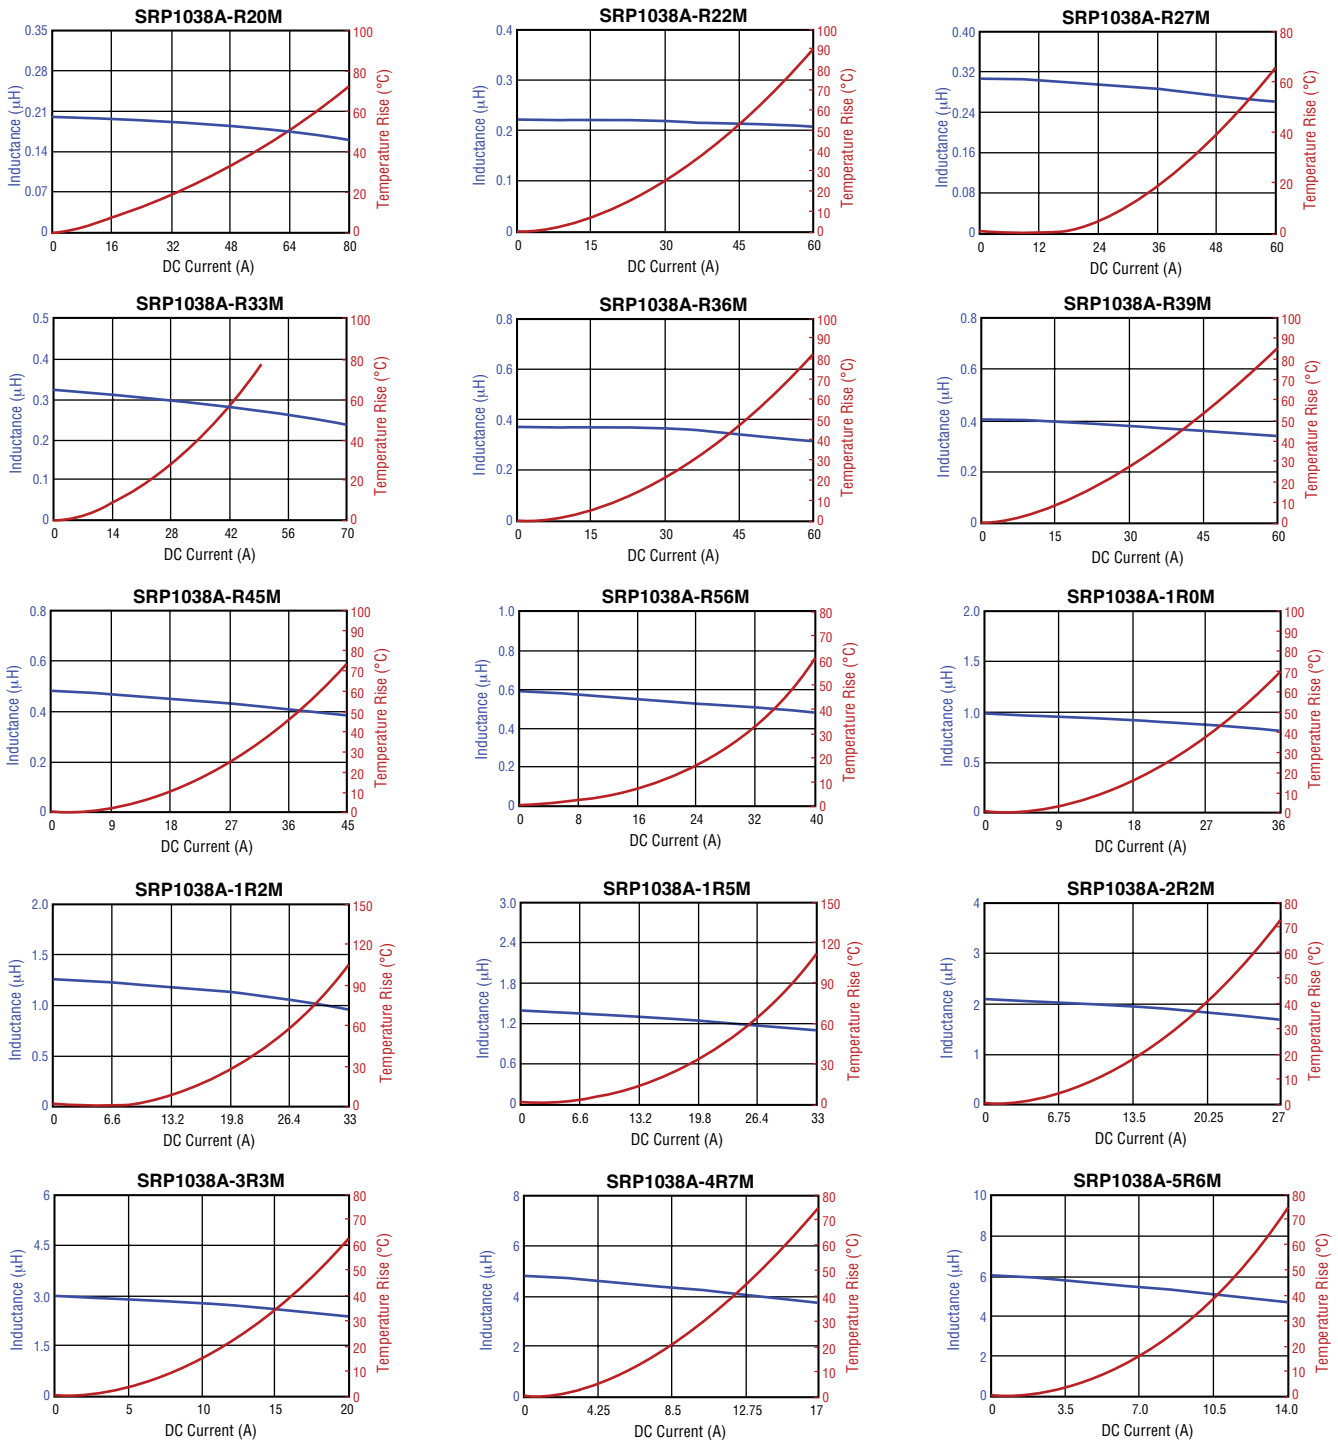 SRP1038A-R20M
0.35
0.28
0.21
0.14
0.07
0
100
80
60
40
20
0
0 16 32 48 64 80
Inductance (µH)
Temperature Rise (°C)
DC Current (A)
SRP1038A-R22M
0.4
0.3
0.2
0.1
0
100
90
80
70
60
50
40
30
20
10
0
0 15 30 45 60
Inductance (µH)
Temperature Rise (°C)
DC Current (A)
SRP1038A-R27M
0.40
0.32
0.24
0.16
0.08
0
80
60
40
20
0
0 12 24 36 48 60
Inductance (µH)
Temperature Rise (°C)
DC Current (A)
SRP1038A-R33M
0.5
0.4
0.3
0.2
0.1
0
100
80
60
40
20
0
0 14 28 42 56 70
Inductance (µH)
Temperature Rise (°C)
DC Current (A)
SRP1038A-R36M
0.8
0.6
0.4
0.2
0
100
90
80
70
60
50
40
30
20
10
0
0 15 30 45 60
Inductance (µH)
Temperature Rise (°C)
DC Current (A)
SRP1038A-R39M
0.8
0.6
0.4
0.2
0
100
90
80
70
60
50
40
30
20
10
0
0 15 30 45 60
Inductance (µH)
Temperature Rise (°C)
DC Current (A)
SRP1038A-R45M
0.8
0.6
0.4
0.2
0
100
90
80
70
60
50
40
30
20
10
0
0 9 18 27 36 45
Inductance (µH)
Temperature Rise (°C)
DC Current (A)
SRP1038A-R56M
1.0
0.8
0.6
0.4
0.2
0
80
70
60
50
40
30
20
10
0
0 8 16 24 32 40
Inductance (µH)
Temperature Rise (°C)
DC Current (A)
SRP1038A-1R0M
2.0
1.5
1.0
0.5
0
100
90
80
70
60
50
40
30
20
10
0
0 9 18 27 36
Inductance (µH)
Temperature Rise (°C)
DC Current (A)
SRP1038A-1R2M
2.0
1.5
1.0
0.5
0
150
120
90
60
30
0
0 6.6 13.2 19.8 26.4 33
Inductance (µH)
Temperature Rise (°C)
DC Current (A)
SRP1038A-1R5M
3.0
2.4
1.8
1.2
0.6
0
150
120
90
60
30
0
0 6.6 13.2 19.8 26.4 33
Inductance (µH)
Temperature Rise (°C)
DC Current (A)
SRP1038A-2R2M
4
3
2
1
0
80
70
60
50
40
30
20
10
0
0 6.75 13.5 20.25 27
Inductance (µH)
Temperature Rise (°C)
DC Current (A)
SRP1038A-3R3M
6
4.5
3.0
1.5
0
80
70
60
50
40
30
20
10
0
0 5 10 15 20
Inductance (µH)
Temperature Rise (°C)
DC Current (A)
SRP1038A-4R7M
8
6
4
2
0
80
70
60
50
40
30
20
10
0
0 4.25 8.5 12.75 17
Inductance (µH)
Temperature Rise (°C)
DC Current (A)
SRP1038A-5R6M
10
8
6
4
2
0
80
70
60
50
40
30
20
10
0
0 3.5 7.0 10.5 14.0
Inductance (µH)
Temperature Rise (°C)
DC Current (A)